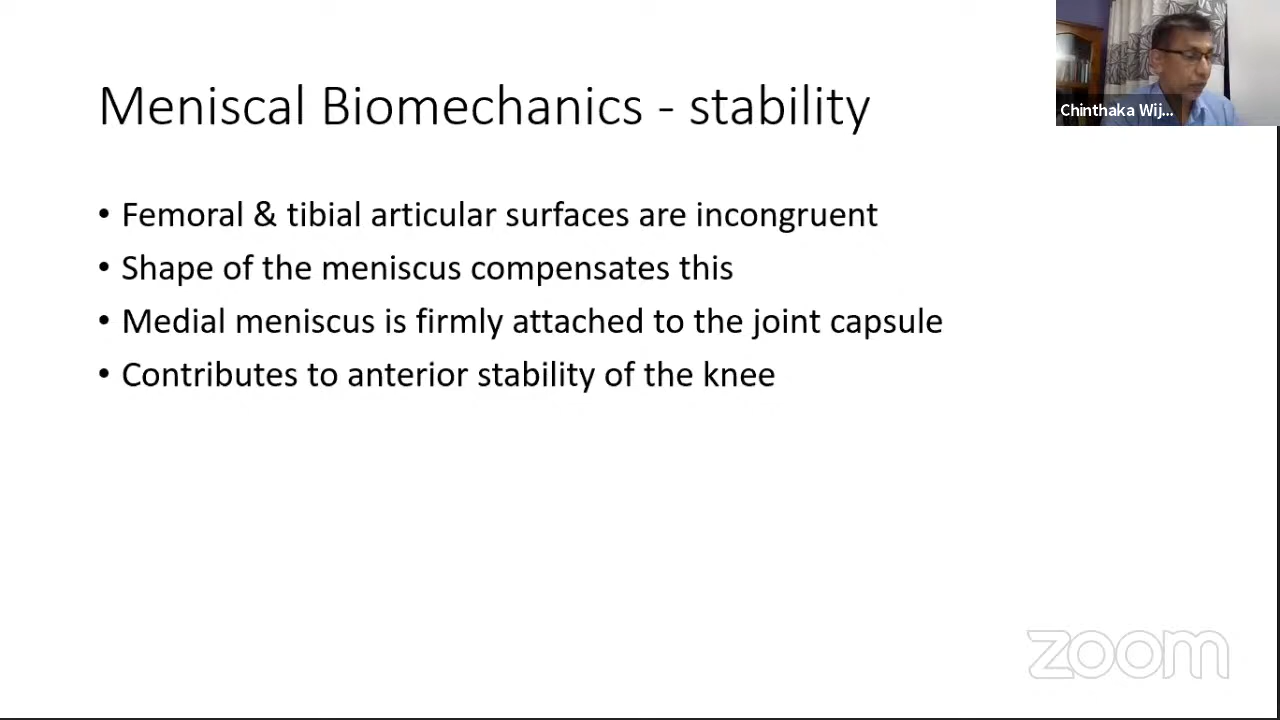 Meniscal Biomechanics - stability
Chinthaka Wij...
• Femoral & tibial articular surfaces are incongruent
• Shape of the meniscus compensates this
• Medial meniscus is firmly attached to the joint capsule
• Contributes to anterior stability of the knee
zoom